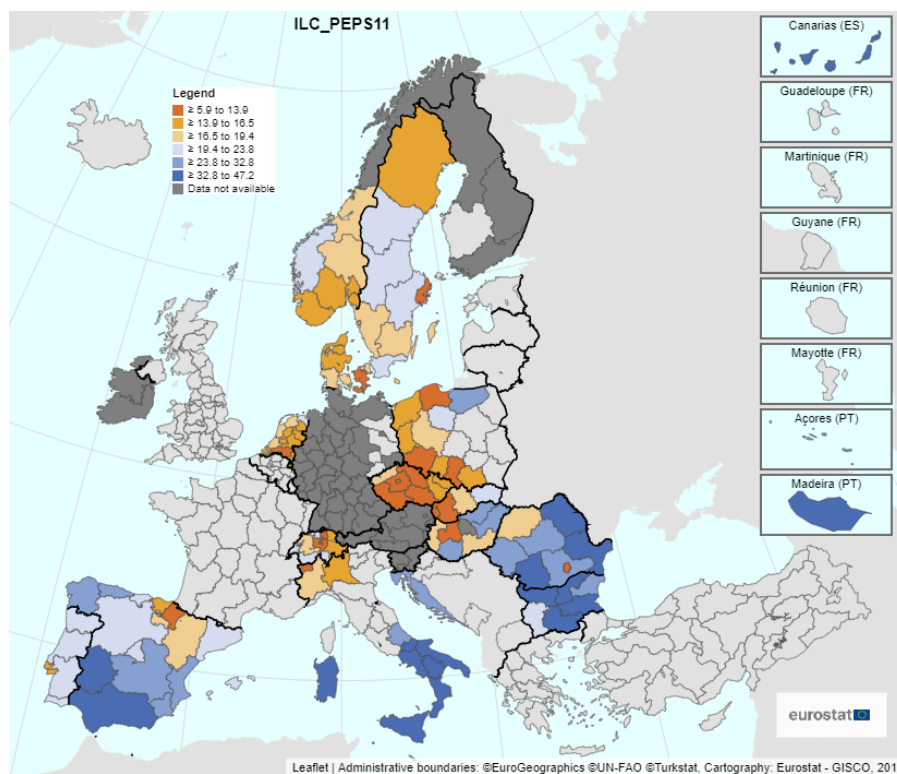 ILC_PEPS11
Legend
≥ 5.9 to 13.9
≥ 13.9 to 16.5
≥ 16.5 to 19.4
≥ 19.4 to 23.8
≥ 23.8 to 32.8
≥ 32.8 to 47.2
Data not available
Canarias (ES)
Guadeloupe (FR)
Martinique (FR)
Guyane (FR)
Réunion (FR)
Mayotte (FR)
Açores (PT)
Madeira (PT)
eurostat
Leaflet | Administrative boundaries: ©EuroGeographics ©UN-FAO ©Turkstat, Cartography: Eurostat - GISCO, 201